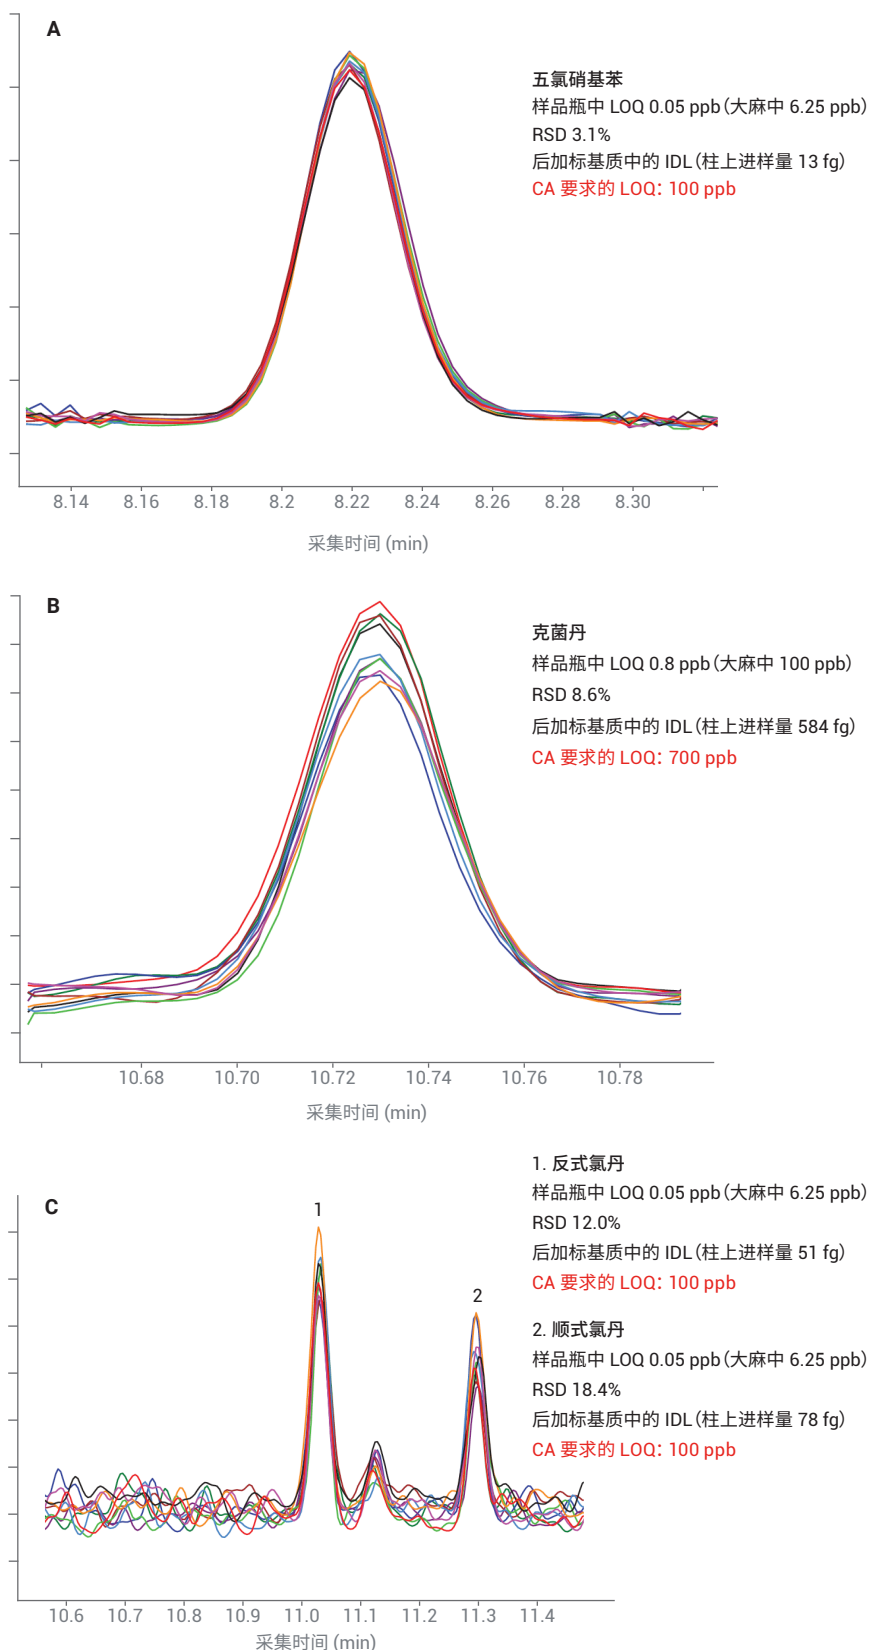 A
五氯硝基苯
样品瓶中 LOQ 0.05 ppb（大麻中 6.25 ppb）
RSD 3.1%
后加标基质中的 IDL（柱上进样量 13 fg）
CA 要求的 LOQ：100 ppb
8.14 8.16 8.18 8.2 8.22 8.24 8.26 8.28 8.30
采集时间 (min)
B
克菌丹
样品瓶中 LOQ 0.8 ppb（大麻中 100 ppb）
RSD 8.6%
后加标基质中的 IDL（柱上进样量 584 fg）
CA 要求的 LOQ：700 ppb
10.68 10.70 10.72 10.74 10.76 10.78
采集时间 (min)
C
1
2
1. 反式氯丹
样品瓶中 LOQ 0.05 ppb（大麻中 6.25 ppb）
RSD 12.0%
后加标基质中的 IDL（柱上进样量 51 fg）
CA 要求的 LOQ：100 ppb
2. 顺式氯丹
样品瓶中 LOQ 0.05 ppb（大麻中 6.25 ppb）
RSD 18.4%
后加标基质中的 IDL（柱上进样量 78 fg）
CA 要求的 LOQ：100 ppb
10.6 10.7 10.8 10.9 11.0 11.1 11.2 11.3 11.4
采集时间 (min)